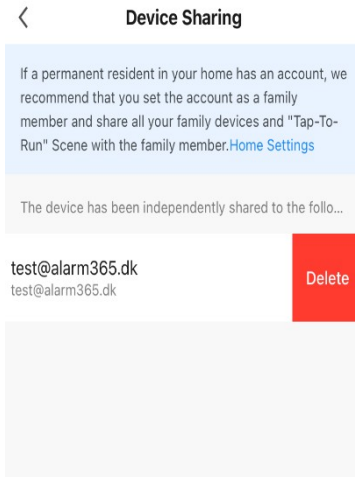 Device Sharing
If a permanent resident in your home has an account, we
recommend that you set the account as a family
member and share all your family devices and "Tap-To-
Run" Scene with the family member.Home Settings
The device has been independently shared to the follo...
test@alarm365.dk
Delete
test@alarm365.dk